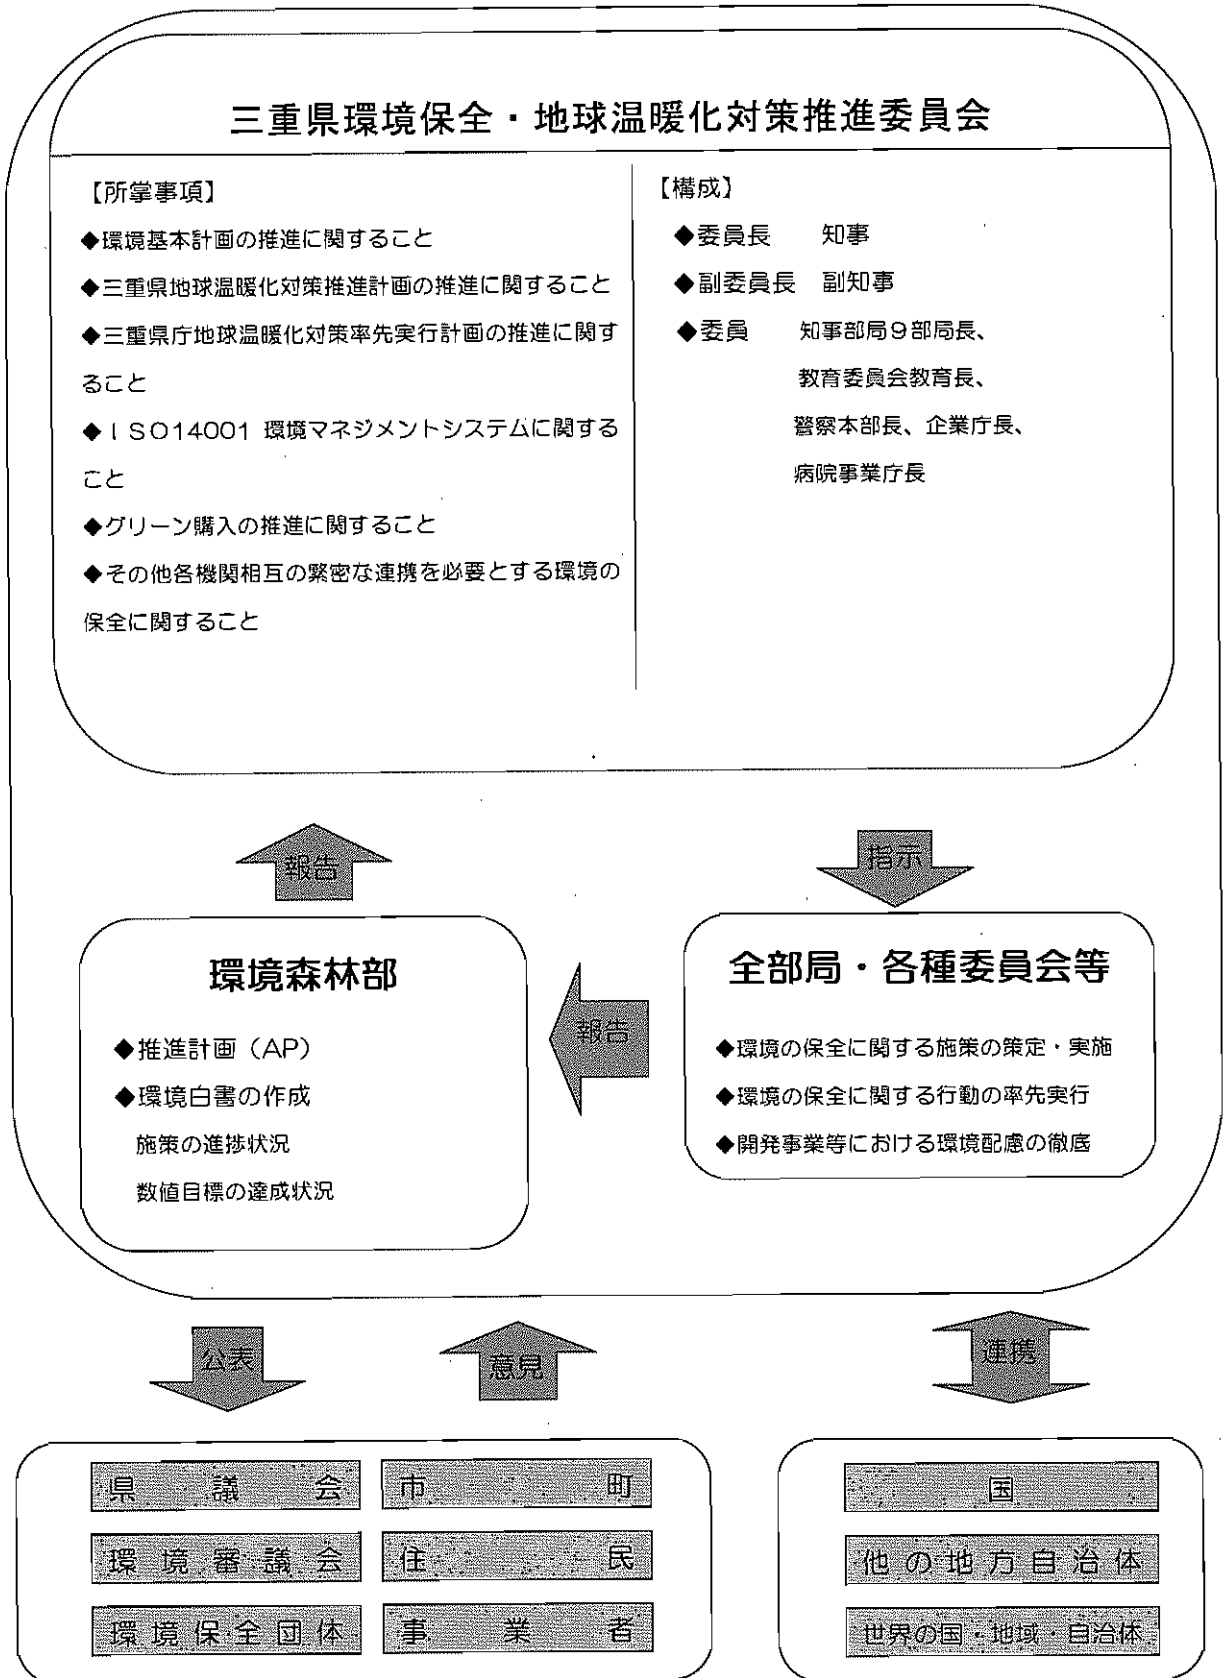 三重県環境保全・地球温暖化対策推進委員会
【所掌事項】
◆環境基本計画の推進に関すること
◆三重県地球温暖化対策推進計画の推進に関すること
◆三重県庁地球温暖化対策率先実行計画の推進に関す
ること
◆ISO14001 環境マネジメントシステムに関する
こと
◆グリーン購入の推進に関すること
◆その他各機関相互の緊密な連携を必要とする環境の
保全に関すること
【構成】
◆委員長 知事
◆副委員長 副知事
◆委員 知事部局9部局長、
教育委員会教育長、
警察本部長、企業庁長、
病院事業庁長
報告
指示
環境森林部
◆推進計画（AP）
◆環境白書の作成
施策の進捗状況
数値目標の達成状況
報告
全部局・各種委員会等
◆環境の保全に関する施策の策定・実施
◆環境の保全に関する行動の率先実行
◆開発事業等における環境配慮の徹底
公表
意見
連携
県議会
市町
環境審議会
住民
環境保全団体
事業者
国
他の地方自治体
世界の国・地域・自治体